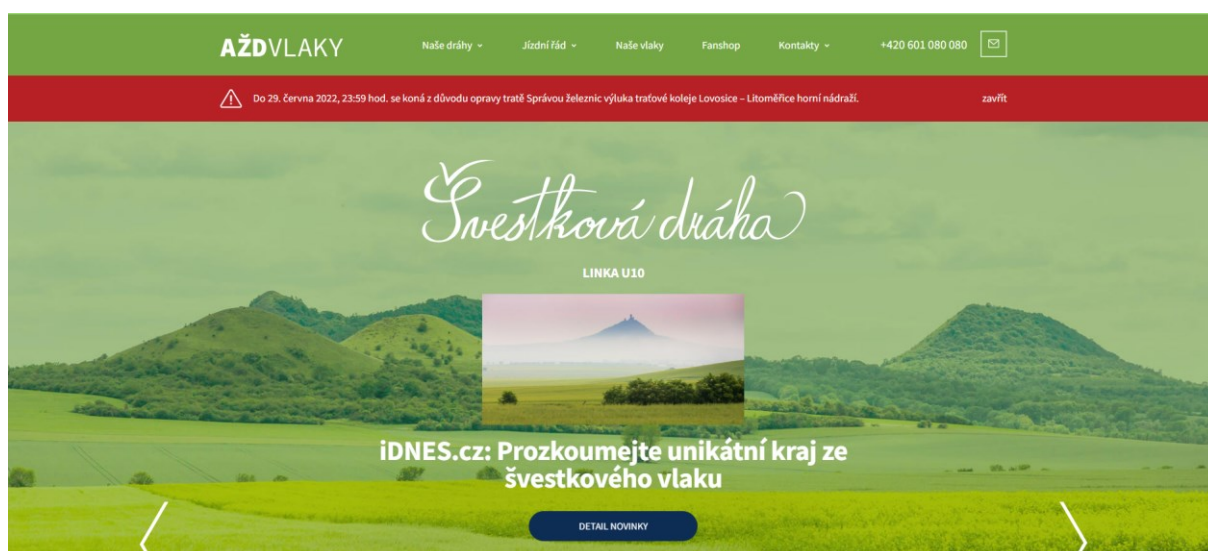 AŽDVLAKY
Naše dráhy
Jízdní řád
Naše vlaky
Fanshop
Kontakty
+420 601 080 080
Do 29. června 2022, 23:59 hod. se koná z důvodu opravy tratě Správou železnic výluka traťové koleje Lovosice – Litoměřice horní nádraží.
zavřít
Švestková dráha
LINKA U10
iDNES.cz: Prozkoumejte unikátní kraj ze
švestkového vlaku
DETAIL NOVINKY